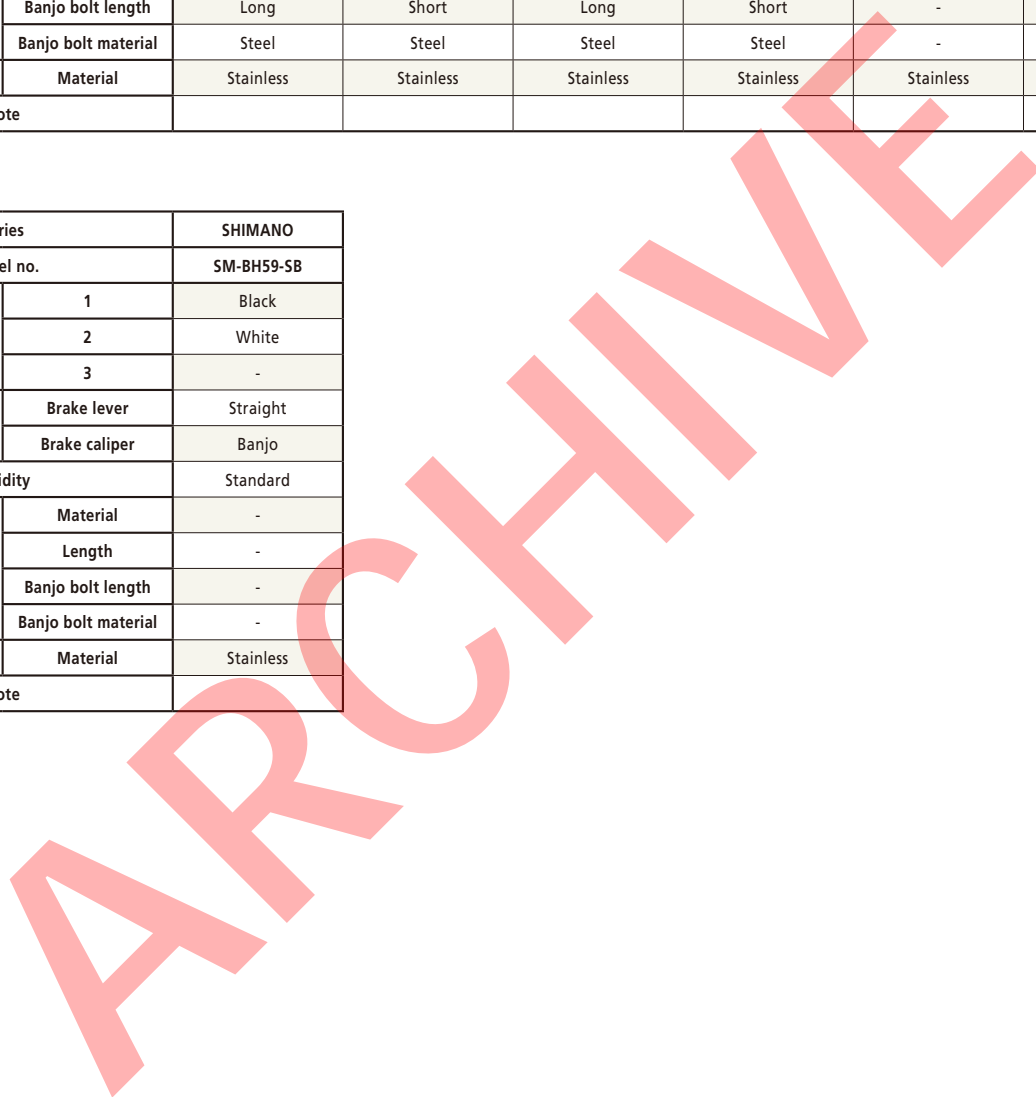 Banjo bolt length Long Short Long Short -
Banjo bolt material Steel Steel Steel Steel -
Material Stainless Stainless Stainless Stainless Stainless
ote
ries SHIMANO
el no. SM-BH59-SB
1 Black
2 White
3 -
Brake lever Straight
Brake caliper Banjo
idity Standard
Material -
Length -
Banjo bolt length -
Banjo bolt material -
Material Stainless
ote
ARCHIVE